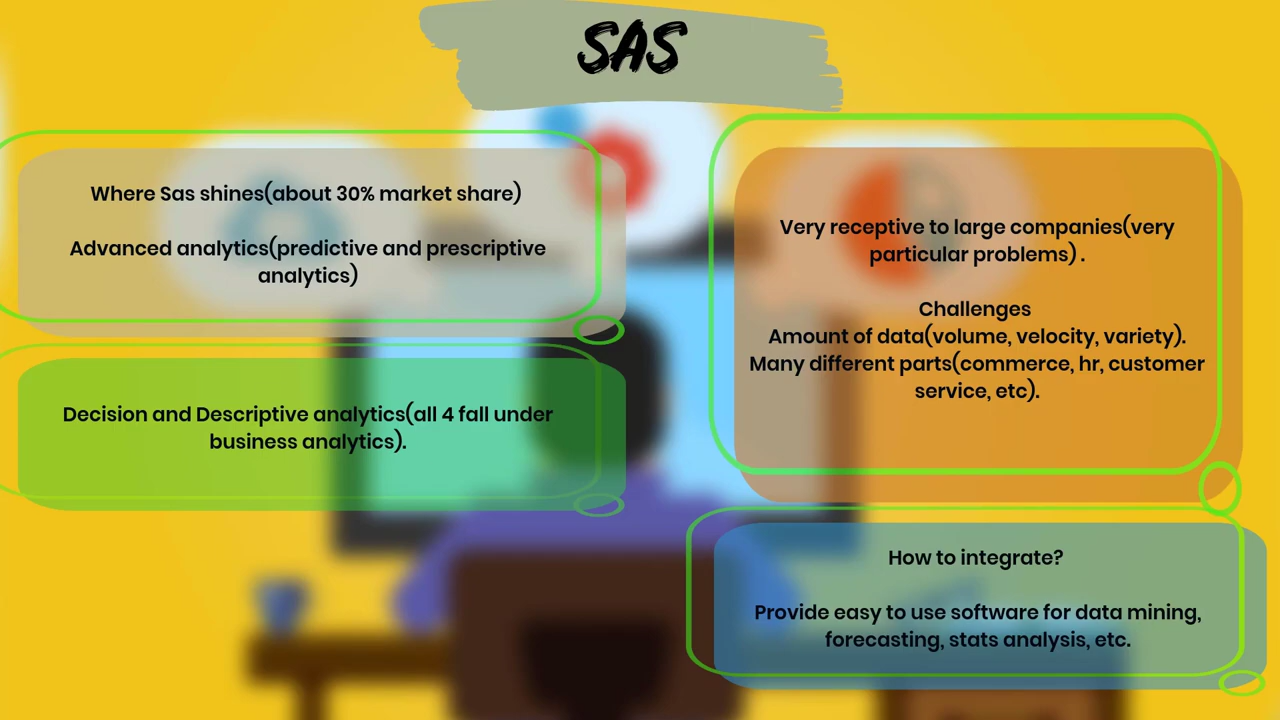 SAS
Where Sas shines(about 30% market share)
Advanced analytics(predictive and prescriptive
analytics)
Decision and Descriptive analytics(all 4 fall under
business analytics).
Very receptive to large companies(very
particular problems) .
Challenges
Amount of data(volume, velocity, variety).
Many different parts(commerce, hr, customer
service, etc).
How to integrate?
Provide easy to use software for data mining,
forecasting, stats analysis, etc.